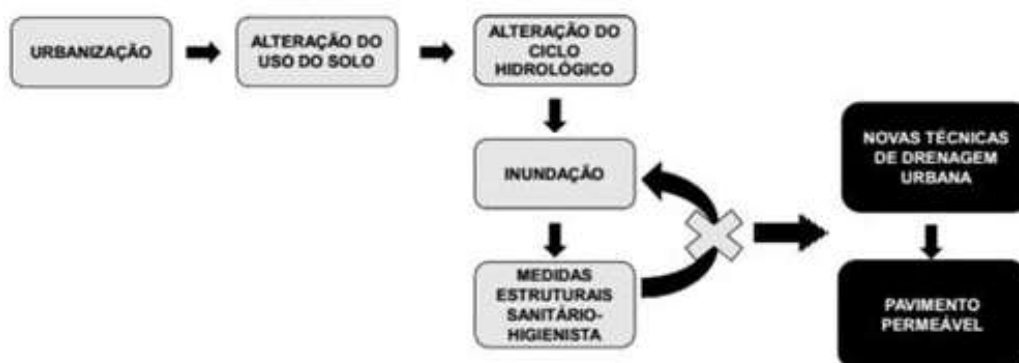 URBANIZAÇÃO
ALTERAÇÃO DO
USO DO SOLO
ALTERAÇÃO DO
CICLO
HIDROLÓGICO
INUNDAÇÃO
MEDIDAS
ESTRUTURAIS
SANITÁRIO-
HIGIENISTA
NOVAS TÉCNICAS
DE DRENAGEM
URBANA
PAVIMENTO
PERMEÁVEL